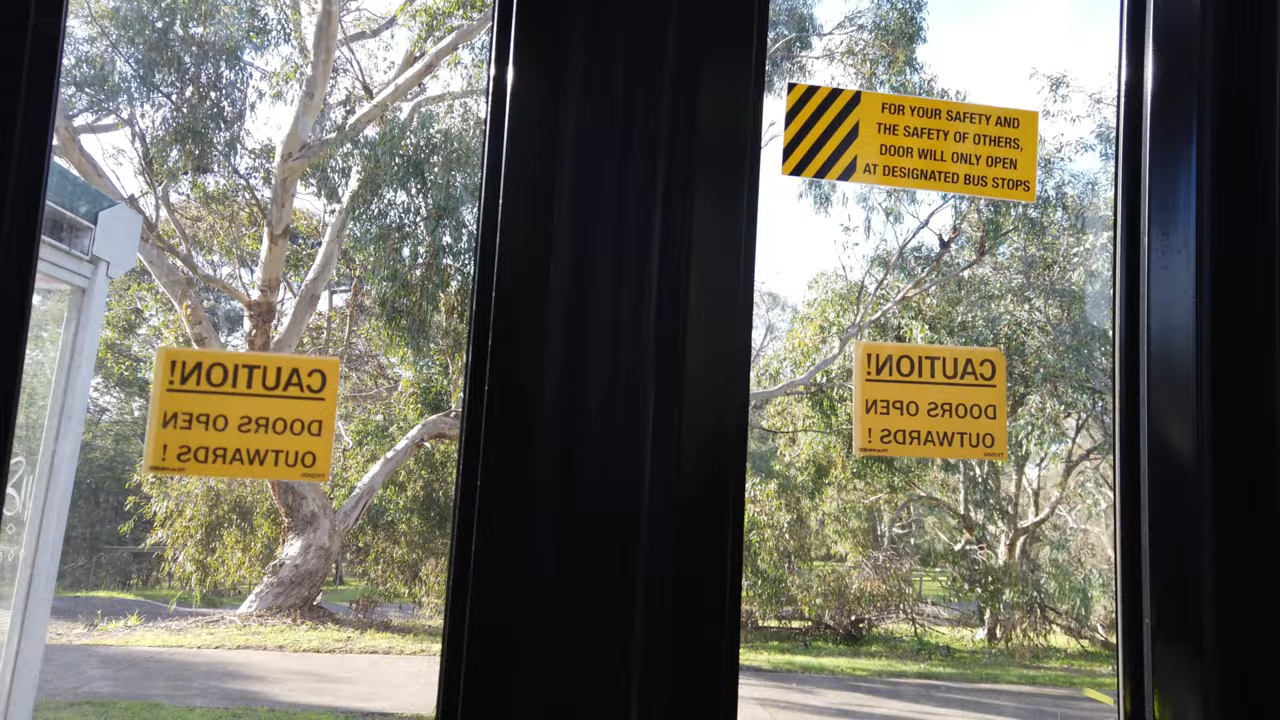 CAUTION!
DOORS OPEN
OUTWARDS !
FOR YOUR SAFETY AND
THE SAFETY OF OTHERS,
DOOR WILL ONLY OPEN
AT DESIGNATED BUS STOPS
CAUTION!
DOORS OPEN
OUTWARDS !